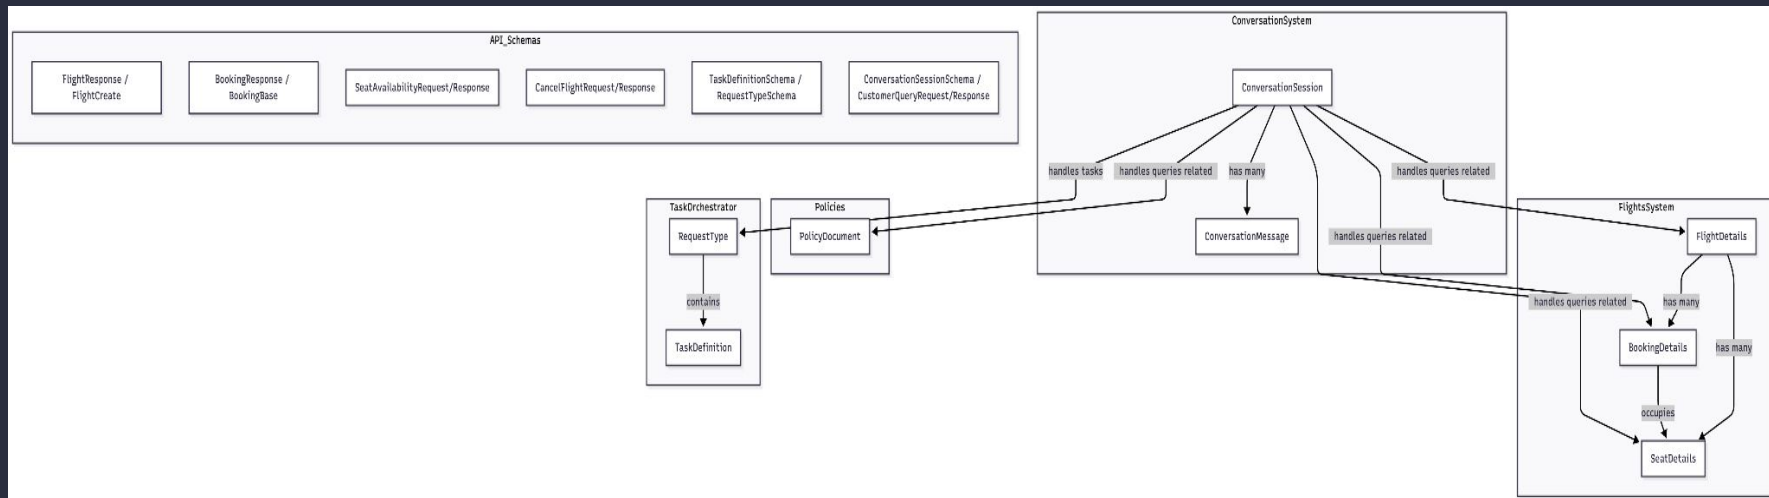 API_Schemas
FlightResponse /
FlightCreate
BookingResponse /
BookingBase
SeatAvailabilityRequest/Response
CancelFlightRequest/Response
TaskDefinitionSchema /
RequestTypeSchema
ConversationSessionSchema /
CustomerQueryRequest/Response
ConversationSystem
ConversationSession
handles tasks
handles queries related
has many
handles queries related
ConversationMessage
handles queries related
TaskOrchestrator
RequestType
contains
TaskDefinition
Policies
PolicyDocument
FlightsSystem
FlightDetails
handles queries related
has many
BookingDetails
has many
occupies
SeatDetails